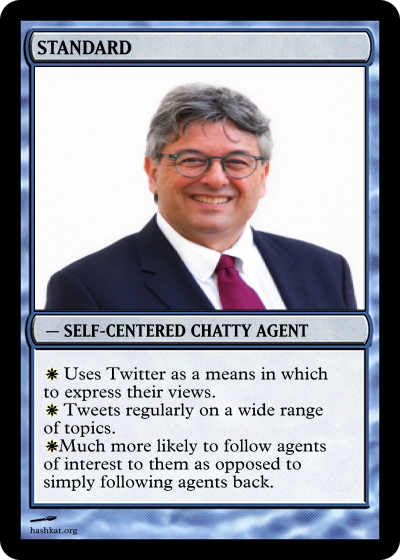 STANDARD
— SELF-CENTERED CHATTY AGENT
✷ Uses Twitter as a means in which
to express their views.
✷ Tweets regularly on a wide range
of topics.
✷Much more likely to follow agents
of interest to them as opposed to
simply following agents back.
hashkat.org